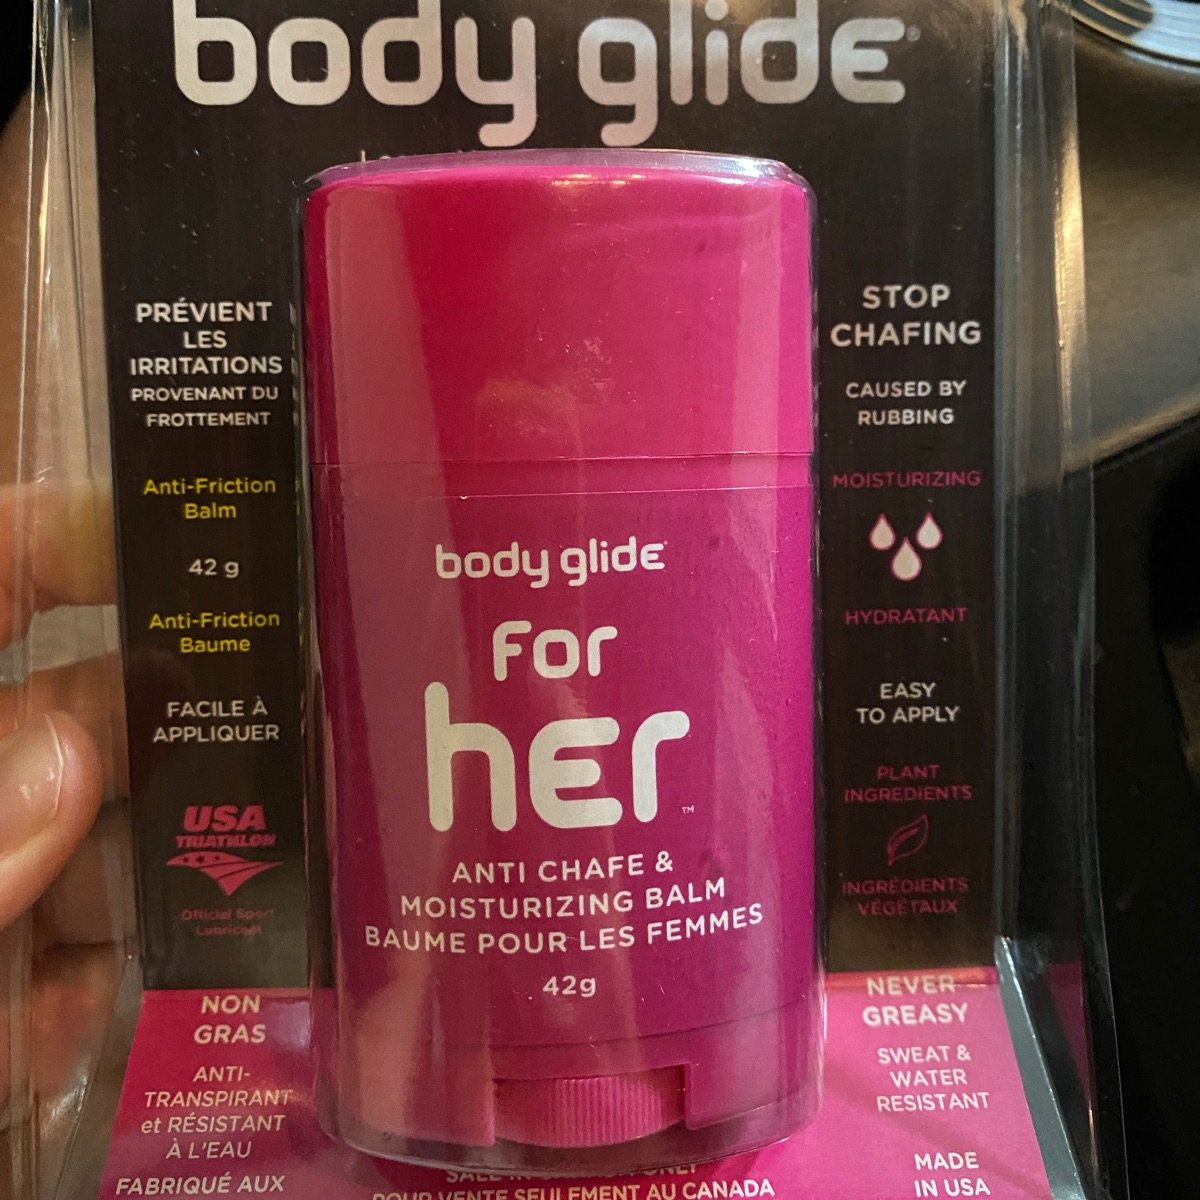 body glide®
PRÉVIENT
LES
IRRITATIONS
PROVENANT DU
FROTTEMENT
Anti-Friction
Balm
42 g
Anti-Friction
Baume
FACILE À
APPLIQUER
USA
TRIATHLON
Official Sport
Lubricant
NON
GRAS
ANTI-
TRANSPIRANT
et RÉSISTANT
À L'EAU
FABRIQUÉ AUX
body glide®
FOR
HER™
ANTI CHAFE &
MOISTURIZING BALM
BAUME POUR LES FEMMES
42g
POUR VENTE SEULEMENT AU CANADA
STOP
CHAFING
CAUSED BY
RUBBING
MOISTURIZING
HYDRATANT
EASY
TO APPLY
PLANT
INGREDIENTS
INGRÉDIENTS
VÉGÉTAUX
NEVER
GREASY
SWEAT &
WATER
RESISTANT
MADE
IN USA